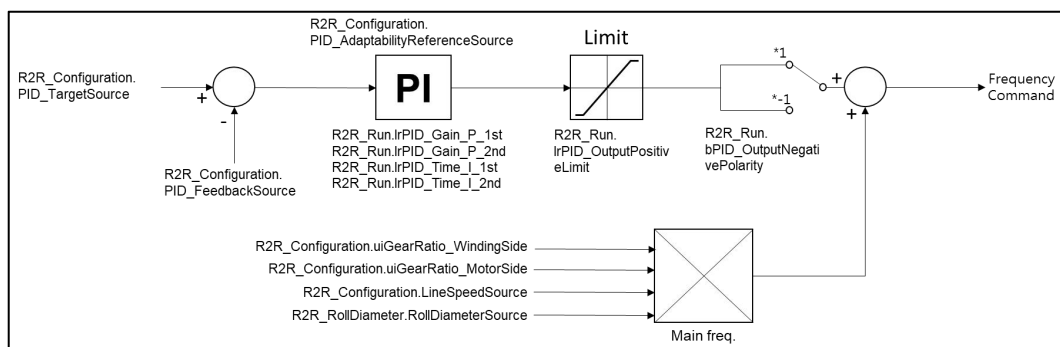 R2R_Configuration.
PID_AdaptabilityReferenceSource
Limit
R2R_Configuration.
PID_TargetSource
+
-
PI
*1
*-1
+
+
Frequency
Command
R2R_Configuration.
PID_FeedbackSource
R2R_Run.lrPID_Gain_P_1st
R2R_Run.lrPID_Gain_P_2nd
R2R_Run.lrPID_Time_I_1st
R2R_Run.lrPID_Time_I_2nd
R2R_Run.
lrPID_OutputPositiv
eLimit
R2R_Run.
bPID_OutputNegati
vePolarity
R2R_Configuration.uiGearRatio_WindingSide
R2R_Configuration.uiGearRatio_MotorSide
R2R_Configuration.LineSpeedSource
R2R_RollDiameter.RollDiameterSource
Main freq.